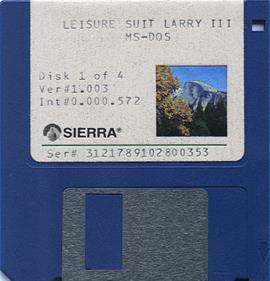 LEISURE SUIT LARRY III
MS-DOS
Disk 1 of 4
Ver#1.003
Int#0.000.572
SIERRA®
Ser# 3121789102800353